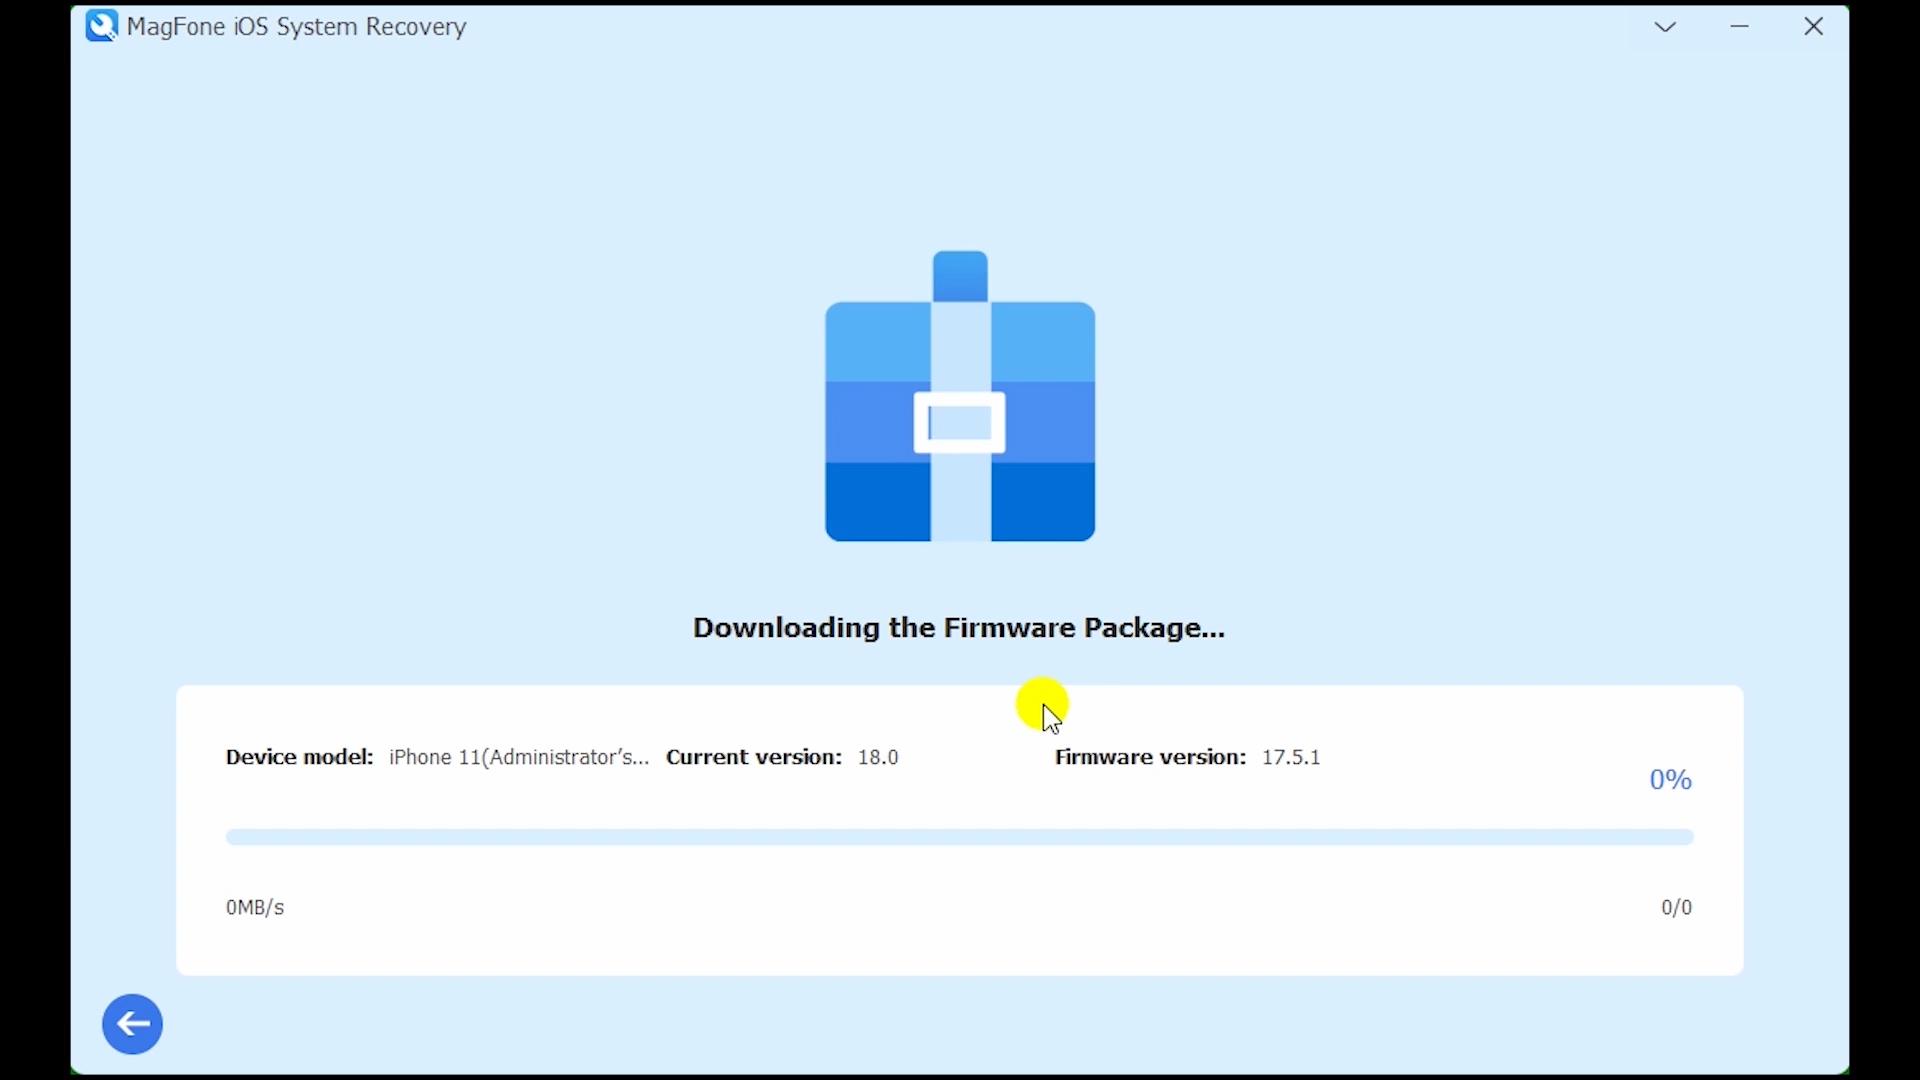 MagFone iOS System Recovery
Downloading the Firmware Package...
Device model: iPhone 11(Administrator's... Current version: 18.0 Firmware version: 17.5.1
0%
0MB/s 0/0